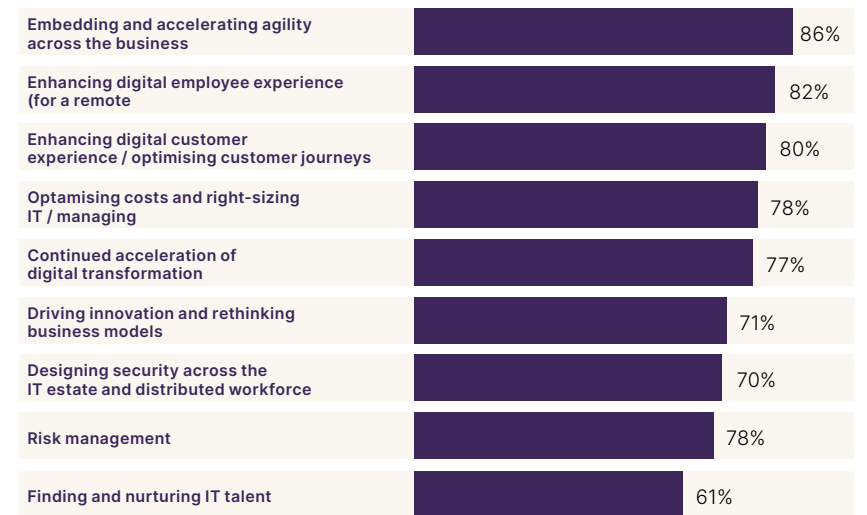 Embedding and accelerating agility
across the business
86%
Enhancing digital employee experience
(for a remote
82%
Enhancing digital customer
experience / optimising customer journeys
80%
Optamising costs and right-sizing
IT / managing
78%
Continued acceleration of
digital transformation
77%
Driving innovation and rethinking
business models
71%
Designing security across the
IT estate and distributed workforce
70%
Risk management
78%
Finding and nurturing IT talent
61%